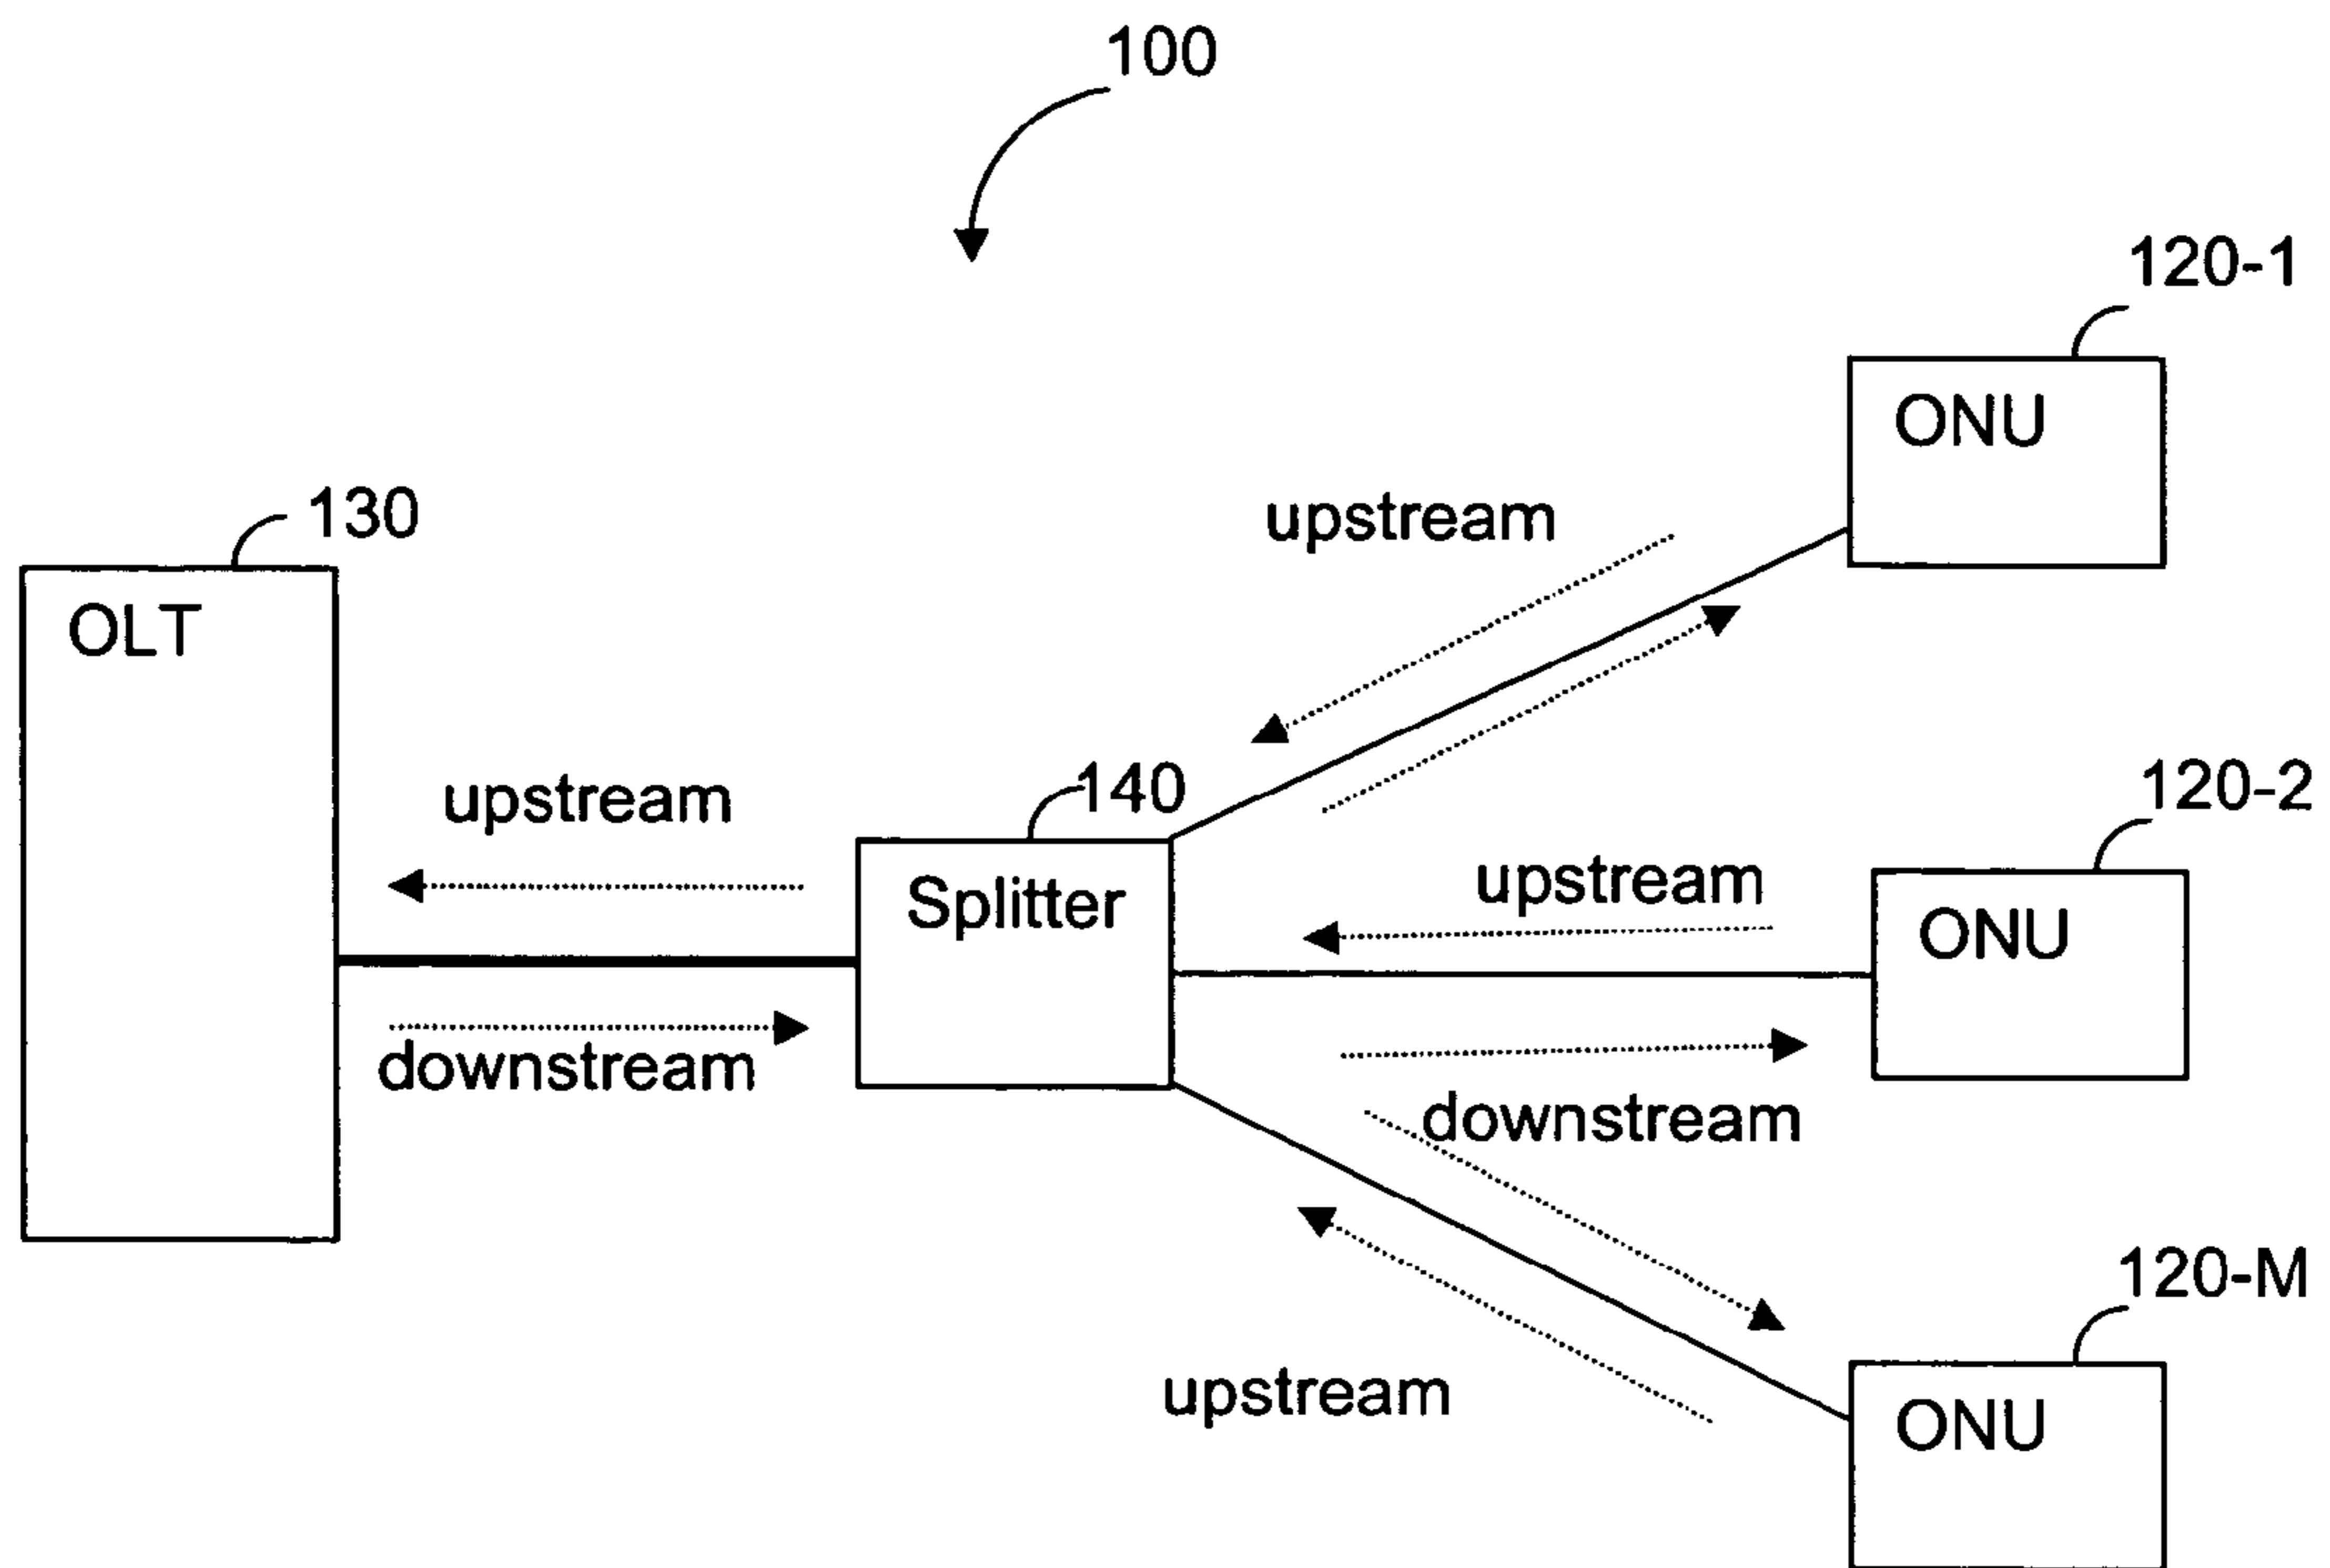 100
120-1
ONU
upstream
130
OLT
120-2
140
upstream
upstream
Splitter
ONU
downstream
downstream
120-M
upstream
ONU